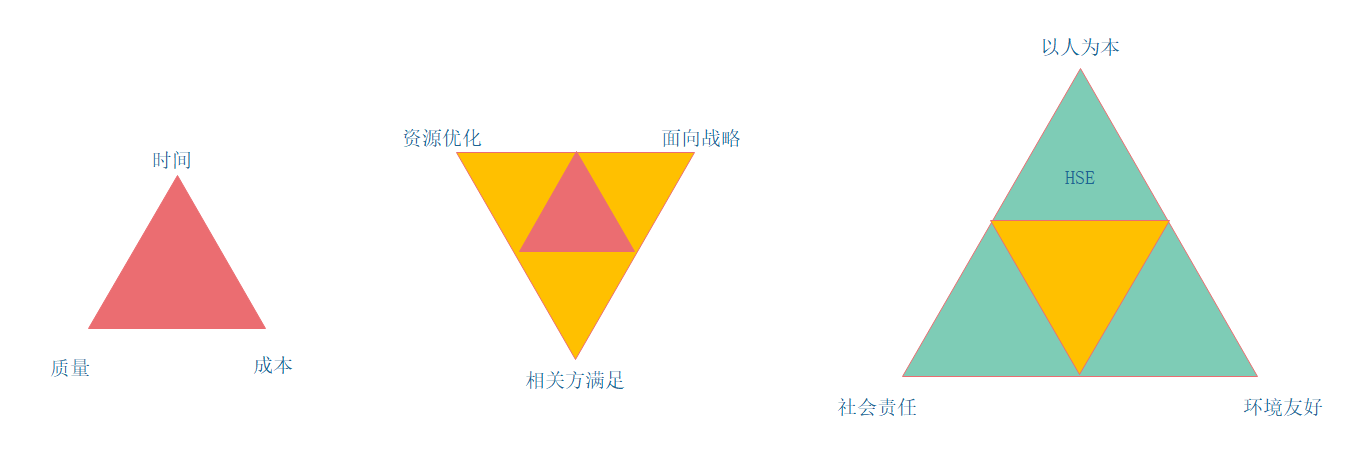 时间
质量
成本
资源优化
面向战略
相关方满足
以人为本
HSE
社会责任
环境友好